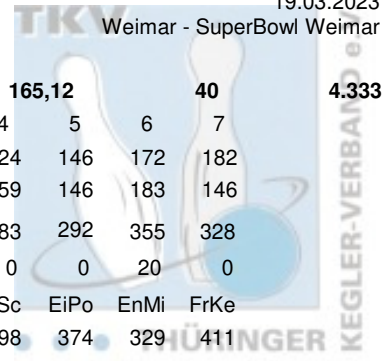 19.03.2023
Weimar - SuperBowl Weimar
165,12 40 4.333
4 5 6 7
24 146 172 182
59 146 183 146
83 292 355 328
0 0 20 0
Sc EiPo EnMi FrKe
98 374 329 411
TKV
THÜRINGER KEGLER-VERBAND e.V.